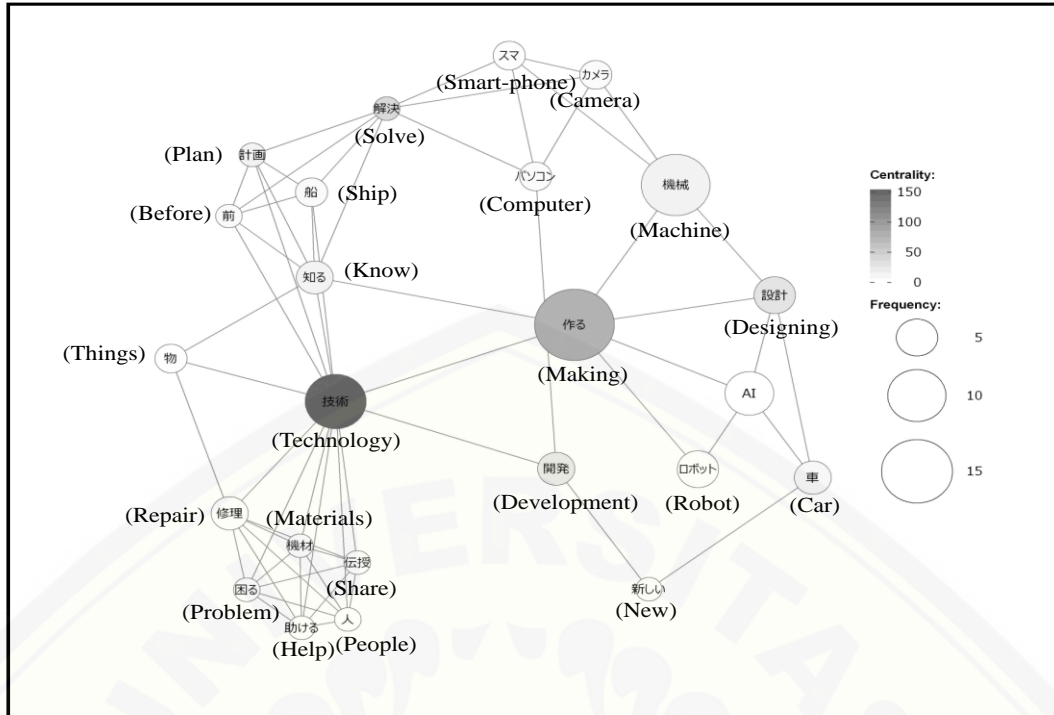 スマ
(Smart-phone)
カメラ
(Camera)
解決
(Solve)
計画
(Plan)
船
(Ship)
前
(Before)
パソコン
(Computer)
機械
(Machine)
知る
(Know)
設計
(Designing)
作る
(Making)
物
(Things)
AI
技術
(Technology)
開発
(Development)
ロボット
(Robot)
車
(Car)
修理
(Repair)
機材
(Materials)
伝授
(Share)
困る
(Problem)
助ける
(Help)
人
(People)
新しい
(New)
Centrality:
150
100
50
0
Frequency:
5
10
15
UNIVERSITAS